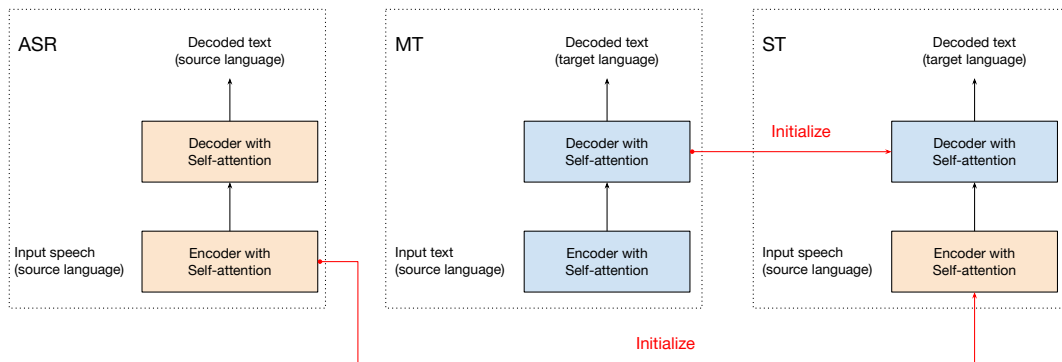 ASR
Decoded text
(source language)
Decoder with
Self-attention
Input speech
(source language)
Encoder with
Self-attention
MT
Decoded text
(target language)
Decoder with
Self-attention
Input text
(source language)
Encoder with
Self-attention
Initialize
ST
Decoded text
(target language)
Decoder with
Self-attention
Input speech
(source language)
Encoder with
Self-attention
Initialize